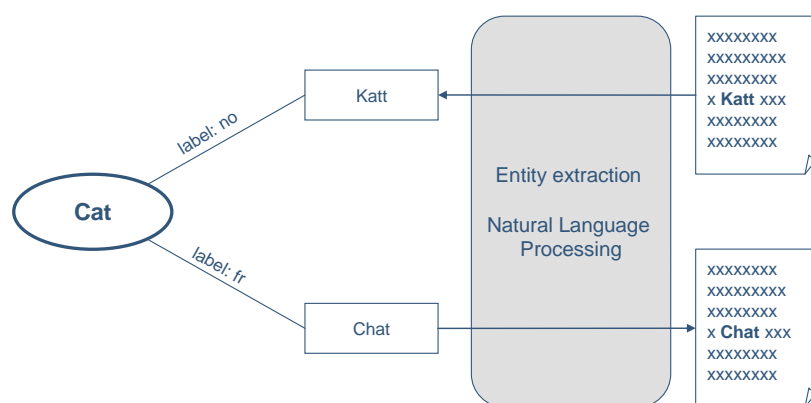 Cat
label: no
Katt
label: fr
Chat
Entity extraction
Natural Language
Processing
xxxxxxxx
xxxxxxxxx
xxxxxxxx
x Katt xxx
xxxxxxxx
xxxxxxxx
xxxxxxxx
xxxxxxxxx
xxxxxxxx
x Chat xxx
xxxxxxxx
xxxxxxxx